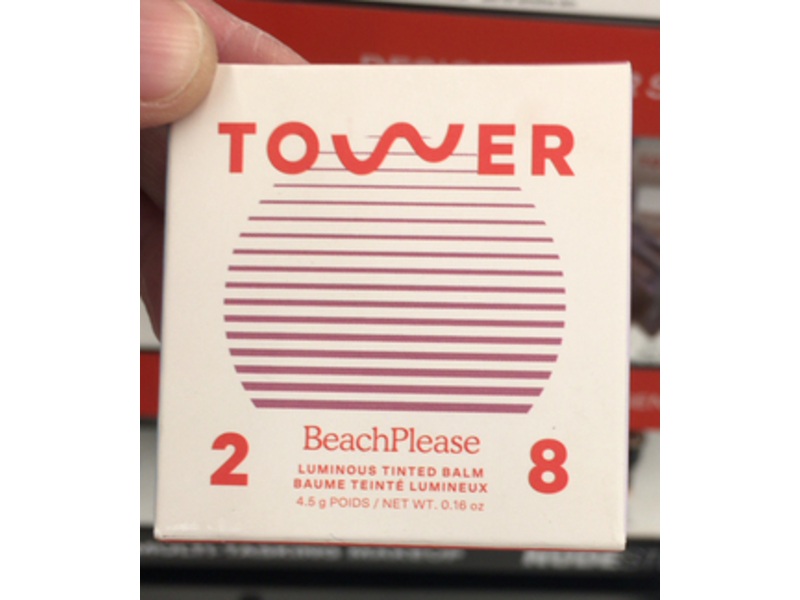 TOWER
2 8
BeachPlease
LUMINOUS TINTED BALM
BAUME TEINTÉ LUMINEUX
4.5 g POIDS / NET WT. 0.16 oz